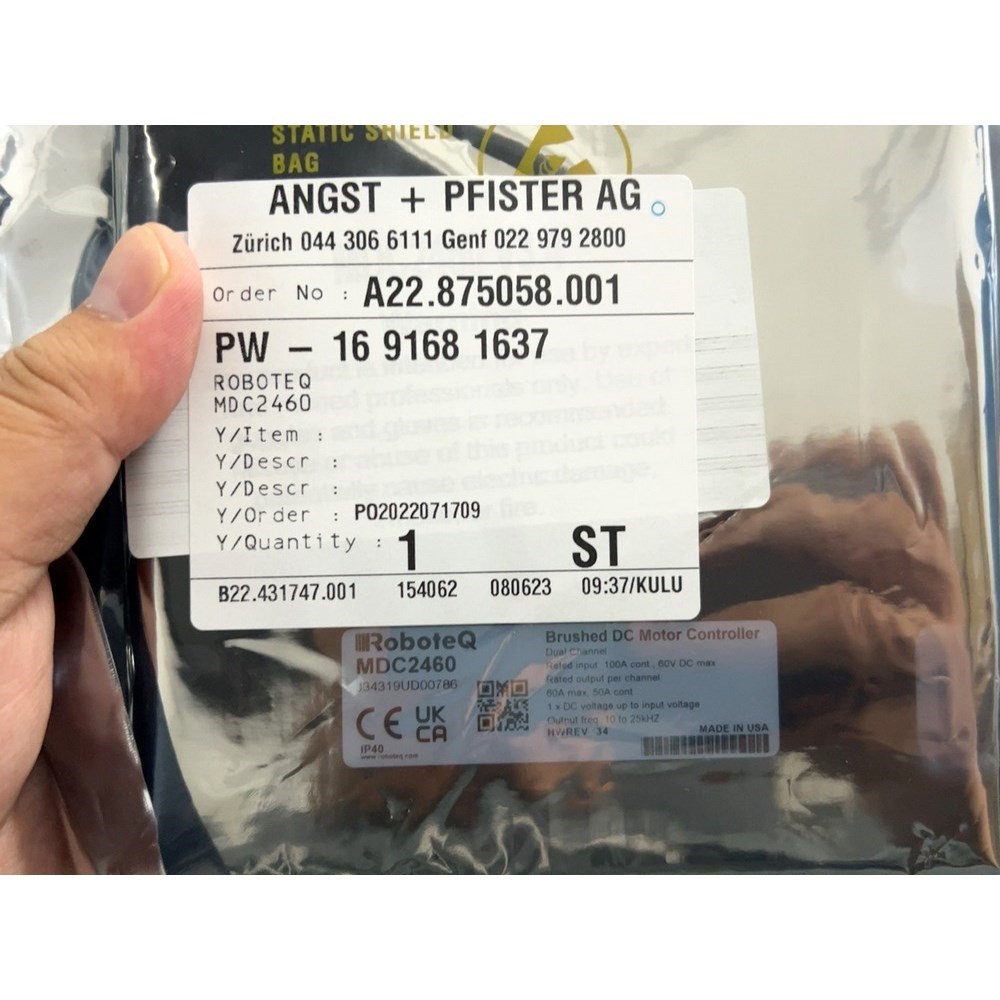 STATIC SHIELD
BAG
ANGST + PFISTER AG
Zürich 044 306 6111 Genf 022 979 2800
Order No : A22.875058.001
PW – 16 9168 1637
ROBOTEQ
MDC2460
Y/Item :
Y/Descr :
Y/Descr :
Y/Order : PO2022071709
Y/Quantity : 1 ST
B22.431747.001 154062 080623 09:37/KULU
RoboteQ
MDC2460
J34319UD00786
CE UK CA
IP40
www.roboteq.com
Brushed DC Motor Controller
Dual Channel
Rated input: 100A cont., 60V DC max
Rated output per channel
60A max, 50A cont
1 x DC voltage up to input voltage
Output freq. 10 to 25kHZ
HWREV 34
MADE IN USA